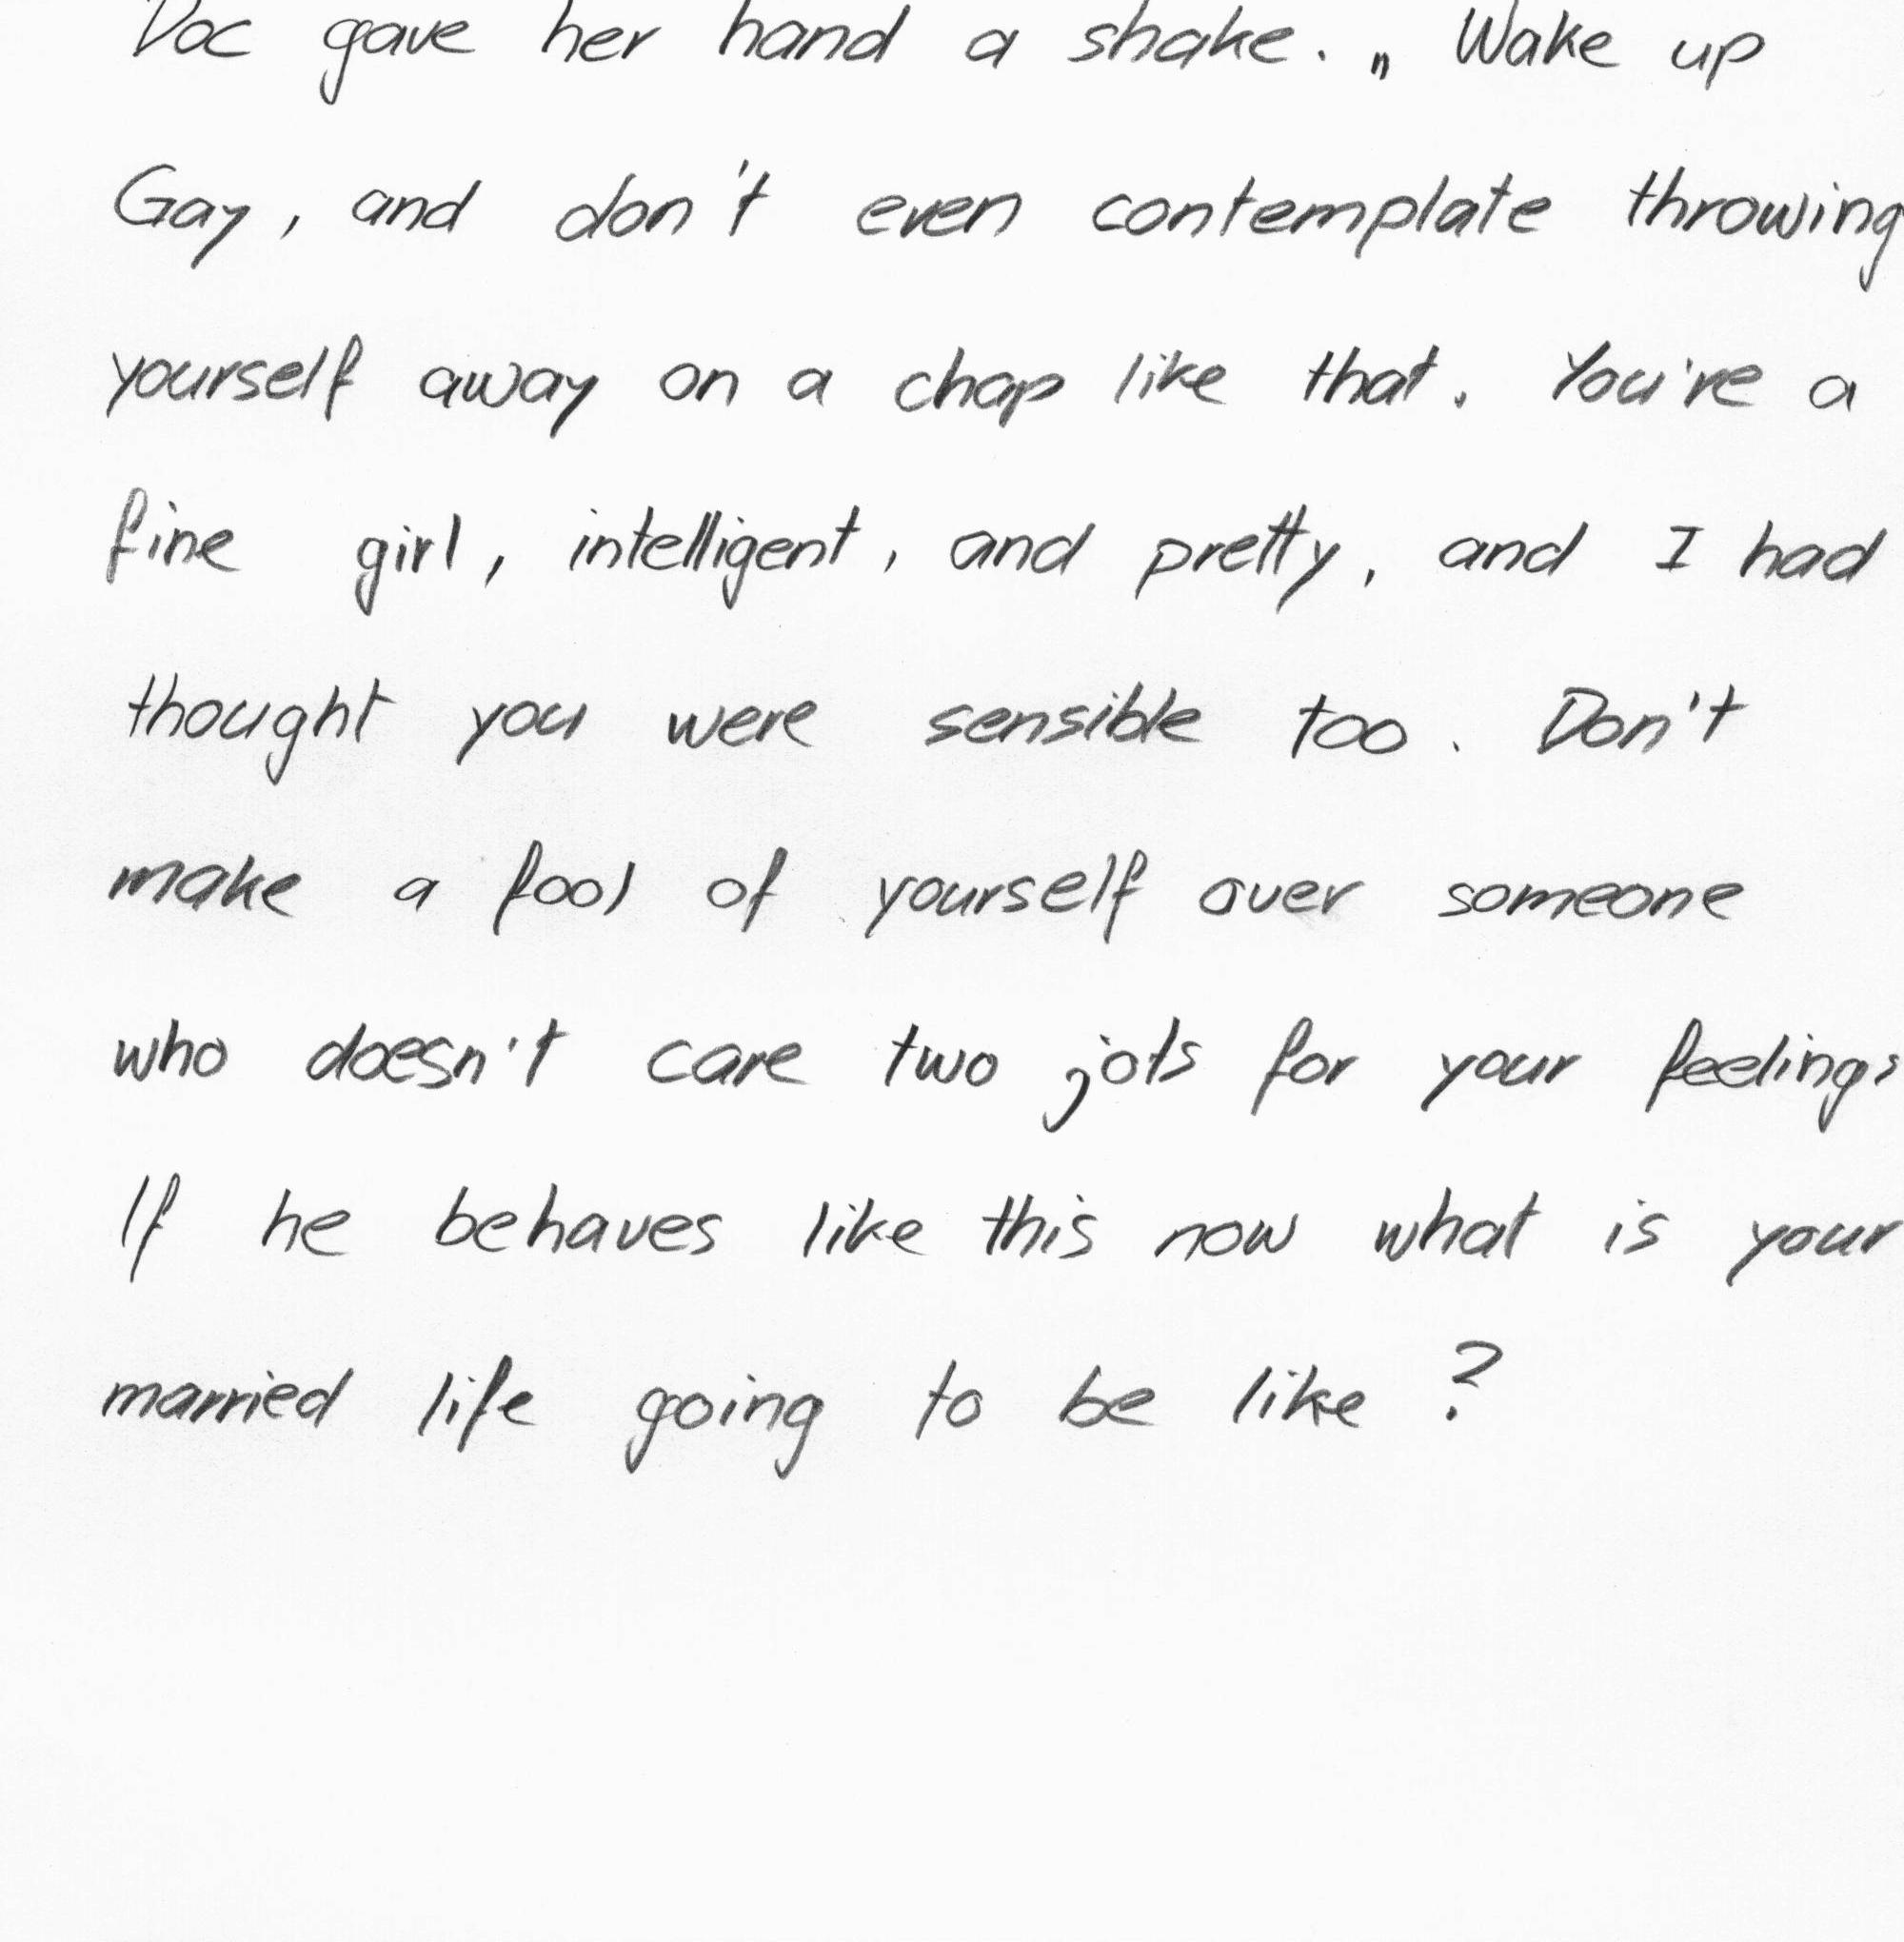 Doc gave her hand a shake. „Wake up
Gay, and don't even contemplate throwing
yourself away on a chap like that. You're a
fine girl, intelligent, and pretty, and I had
thought you were sensible too. Don't
make a fool of yourself over someone
who doesn't care two jots for your feelings
If he behaves like this now what is your
married life going to be like?